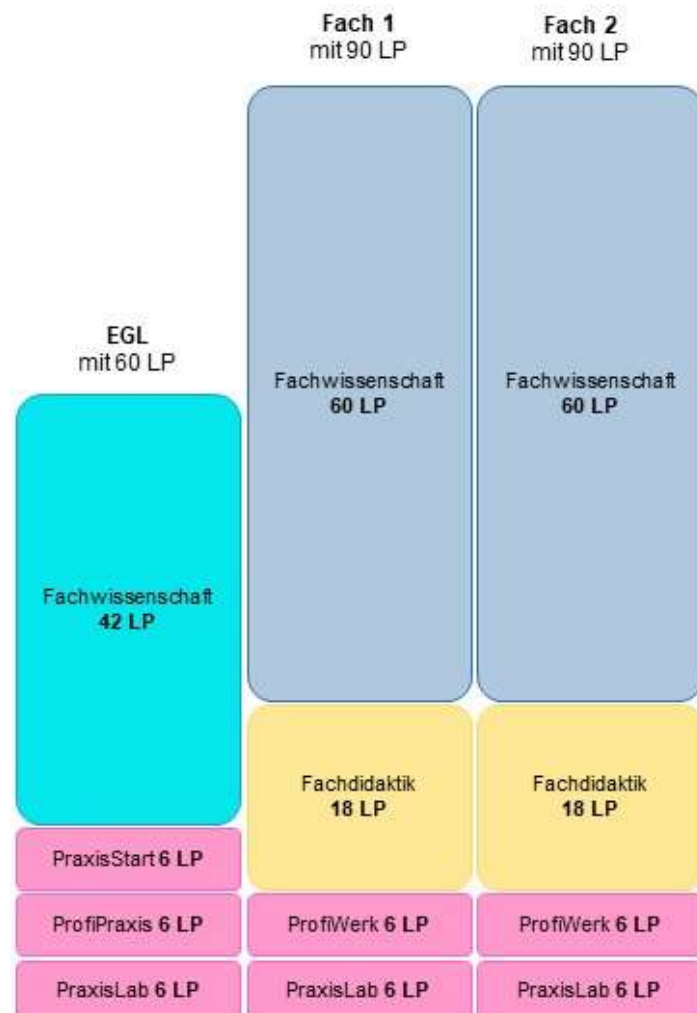 Fach 1
mit 90 LP
Fach 2
mit 90 LP
EGL
mit 60 LP
Fachwissenschaft
60 LP
Fachwissenschaft
60 LP
Fachwissenschaft
42 LP
Fachdidaktik
18 LP
Fachdidaktik
18 LP
PraxisStart 6 LP
ProfiPraxis 6 LP
ProfiWerk 6 LP
ProfiWerk 6 LP
PraxisLab 6 LP
PraxisLab 6 LP
PraxisLab 6 LP